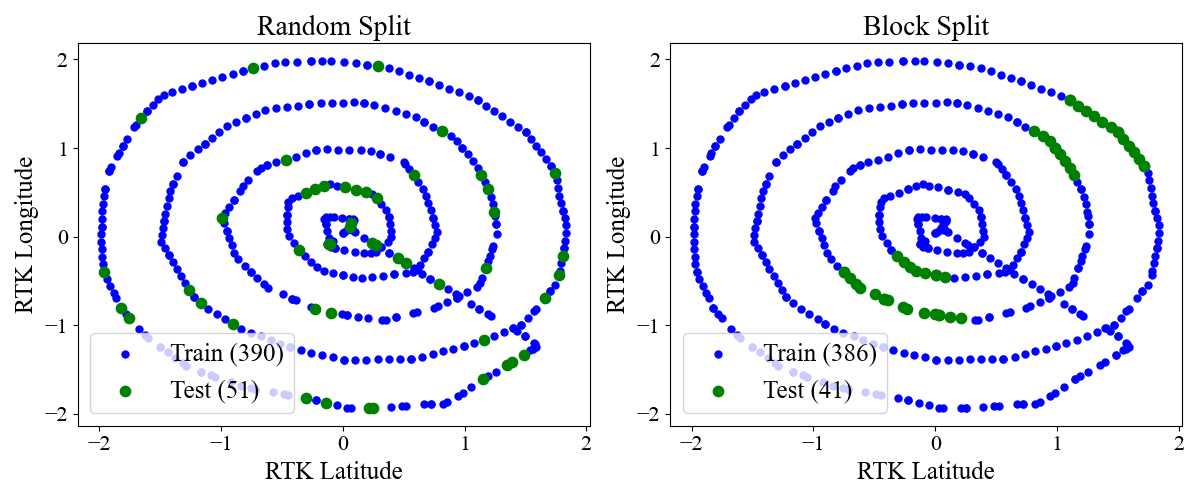 Random Split
2
1
0
−1
−2
RTK Longitude
Train (390)
Test (51)
−2 −1 0 1 2
RTK Latitude
Block Split
2
1
0
−1
−2
RTK Longitude
Train (386)
Test (41)
−2 −1 0 1 2
RTK Latitude